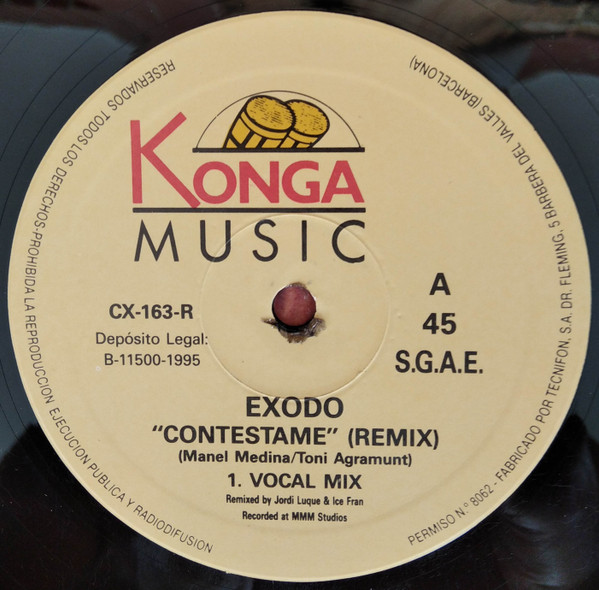 KONGA
MUSIC
CX-163-R
Depósito Legal:
B-11500-1995
A
45
S.G.A.E.
EXODO
"CONTESTAME" (REMIX)
(Manel Medina/Toni Agramunt)
1. VOCAL MIX
Remixed by Jordi Luque & Ice Fran
Recorded at MMM Studios
RESERVADOS TODOS LOS DERECHOS-PROHIBIDA LA REPRODUCCION EJECUCION PUBLICA Y RADIODIFUSION
PERMISO N.º 8062 - FABRICADO POR TECNIFON, S.A. DR. FLEMING, 5 BARBERA DEL VALLES (BARCELONA)